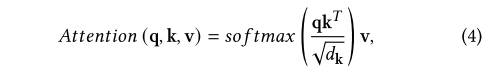 Attention (q, k, v) = softmax (qk^T / √d_k) v, (4)